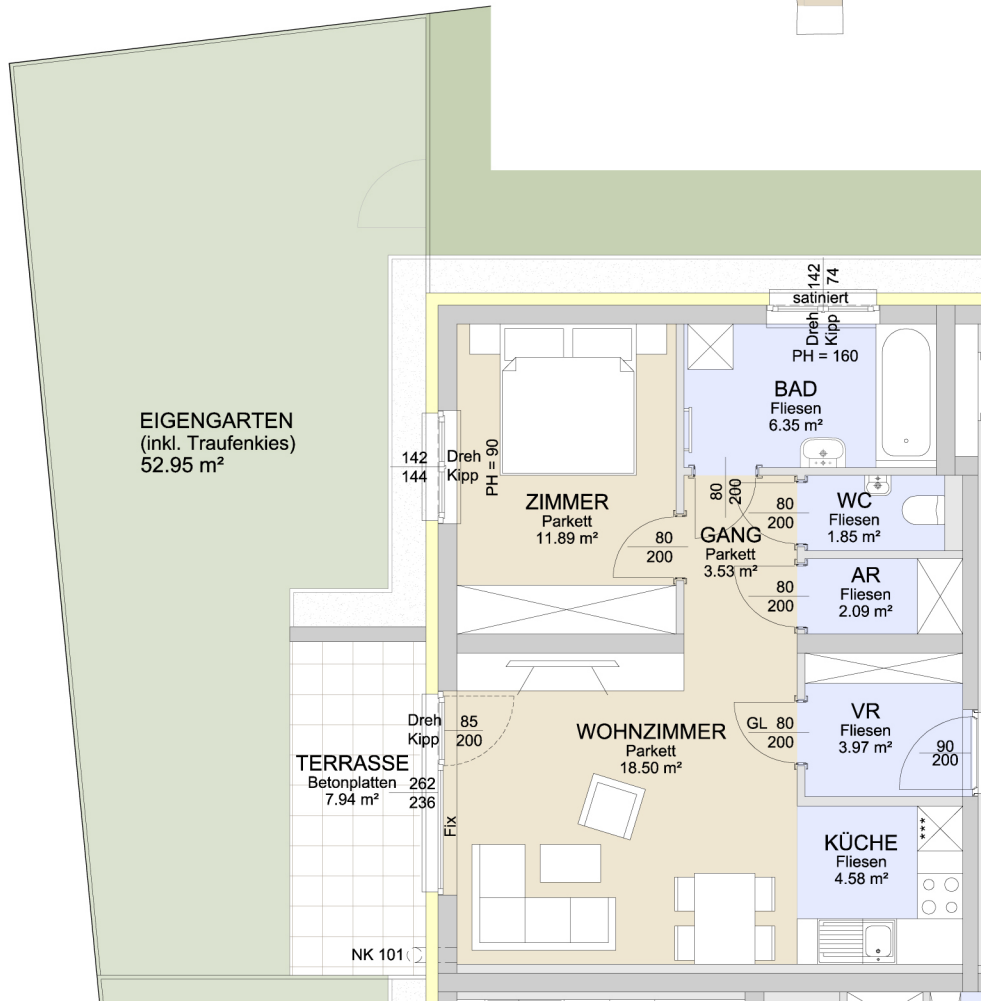 142
74
satiniert
Dreh
Kipp
PH = 160
BAD
Fliesen
6.35 m²
EIGENGARTEN
(inkl. Traufenkies)
52.95 m²
142
144
Dreh
Kipp
PH = 90
ZIMMER
Parkett
11.89 m²
80
200
80
200
GANG
Parkett
3.53 m²
80
200
WC
Fliesen
1.85 m²
80
200
AR
Fliesen
2.09 m²
Dreh
Kipp
85
200
TERRASSE
Betonplatten
7.94 m²
262
236
Fix
WOHNZIMMER
Parkett
18.50 m²
GL 80
200
VR
Fliesen
3.97 m²
90
200
KÜCHE
Fliesen
4.58 m²
***
NK 101